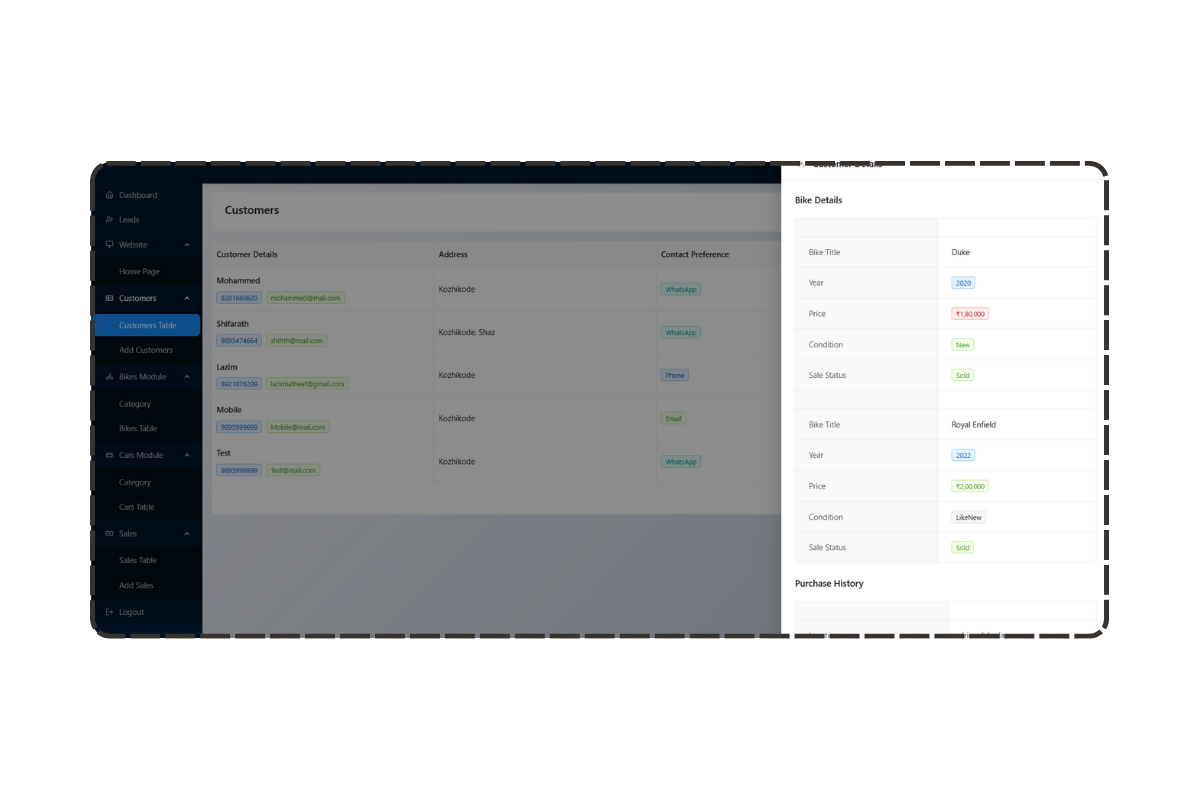 Dashboard
Leads
Website
Home Page
Customers
Customers Table
Add Customers
Bikes Module
Category
Bikes Table
Cars Module
Category
Cars Table
Sales
Sales Table
Add Sales
Logout
Customers
Customer Details Address Contact Preference
Mohammed
8281680620 mohammed@mail.com Kozhikode WhatsApp
Shifarath
9895474664 shifrth@mail.com Kozhikode, Shaz WhatsApp
Lazim
8921076209 lazimlatheef@gmail.com Kozhikode Phone
Mobile
9895999699 Mobile@mail.com Kozhikode Email
Test
9895999899 Test@mail.com Kozhikode WhatsApp
Customer Details
Bike Details
Bike Title Duke
Year 2020
Price ₹1,80,000
Condition New
Sale Status Sold
Bike Title Royal Enfield
Year 2022
Price ₹2,00,000
Condition LikeNew
Sale Status Sold
Purchase History